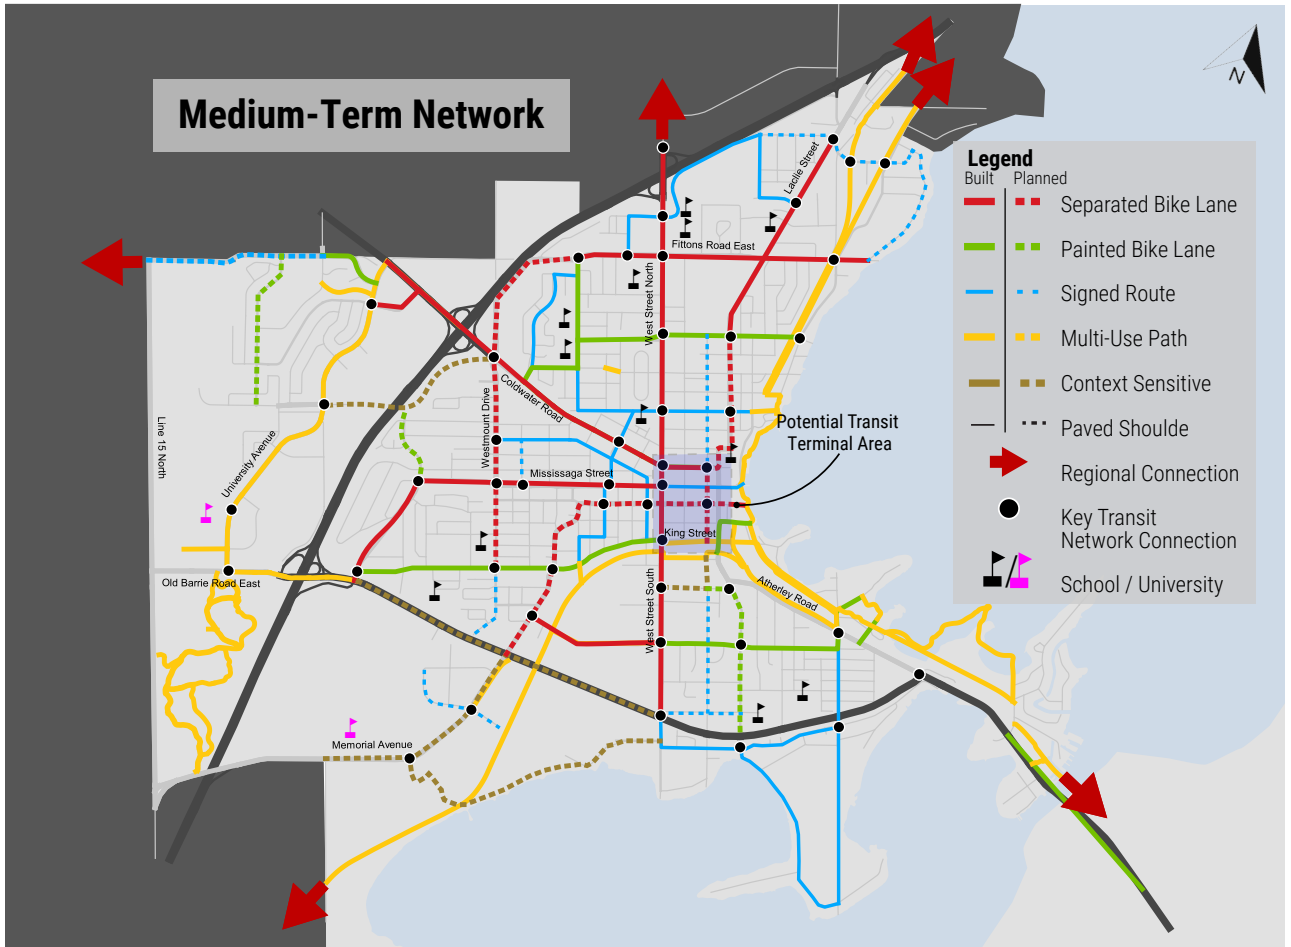 Medium-Term Network
N
Legend
Built
Planned
Separated Bike Lane
Painted Bike Lane
Signed Route
Multi-Use Path
Context Sensitive
Paved Shoulde
Regional Connection
Key Transit
Network Connection
School / University
Laclie Street
Fittons Road East
West Street North
Coldwater Road
Westmount Drive
Potential Transit
Terminal Area
Line 15 North
University Avenue
Mississaga Street
King Street
Old Barrie Road East
Atherley Road
West Street South
Memorial Avenue